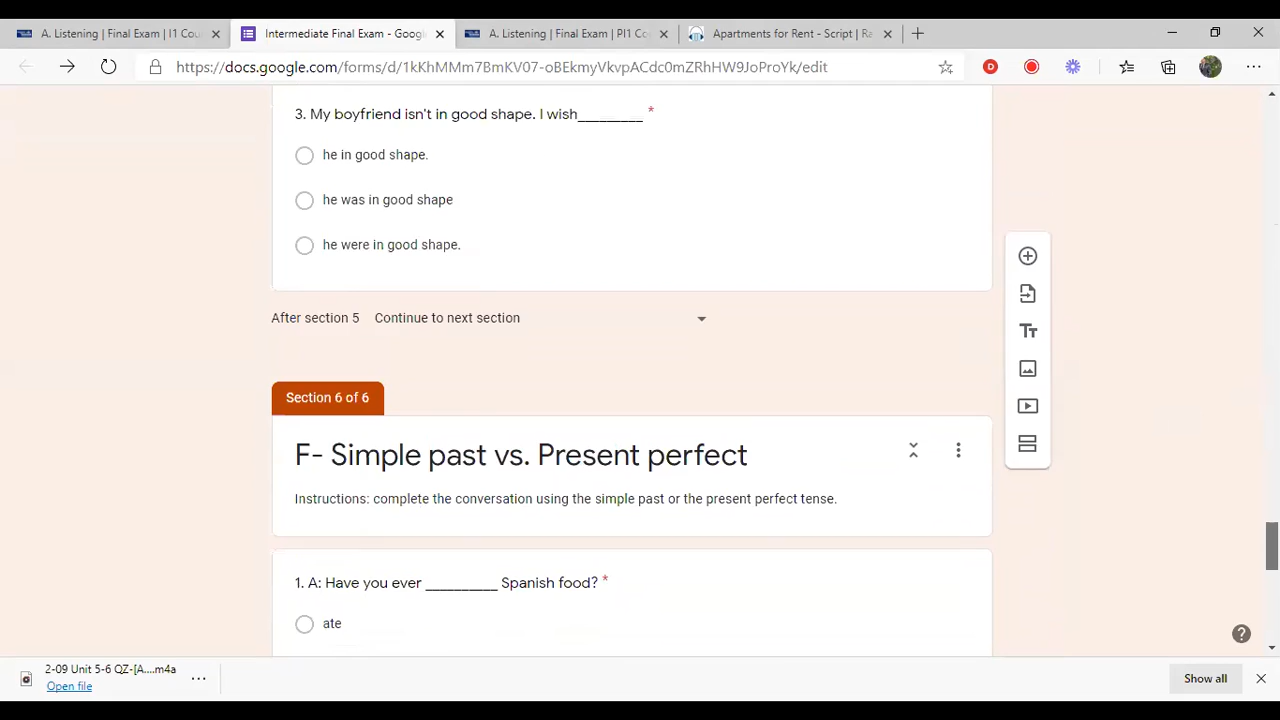 A. Listening | Final Exam | I1 Cou
Intermediate Final Exam - Googl
A. Listening | Final Exam | PI1 C
Apartments for Rent - Script | Ra
https://docs.google.com/forms/d/1kKhMMm7BmKV07-oBEkmyVkvpACdc0mZRhHW9JoProYk/edit
3. My boyfriend isn't in good shape. I wish_________ *
he in good shape.
he was in good shape
he were in good shape.
After section 5 Continue to next section
Section 6 of 6
F- Simple past vs. Present perfect
Instructions: complete the conversation using the simple past or the present perfect tense.
1. A: Have you ever __________ Spanish food? *
ate
2-09 Unit 5-6 QZ-[A....m4a
Open file
Show all